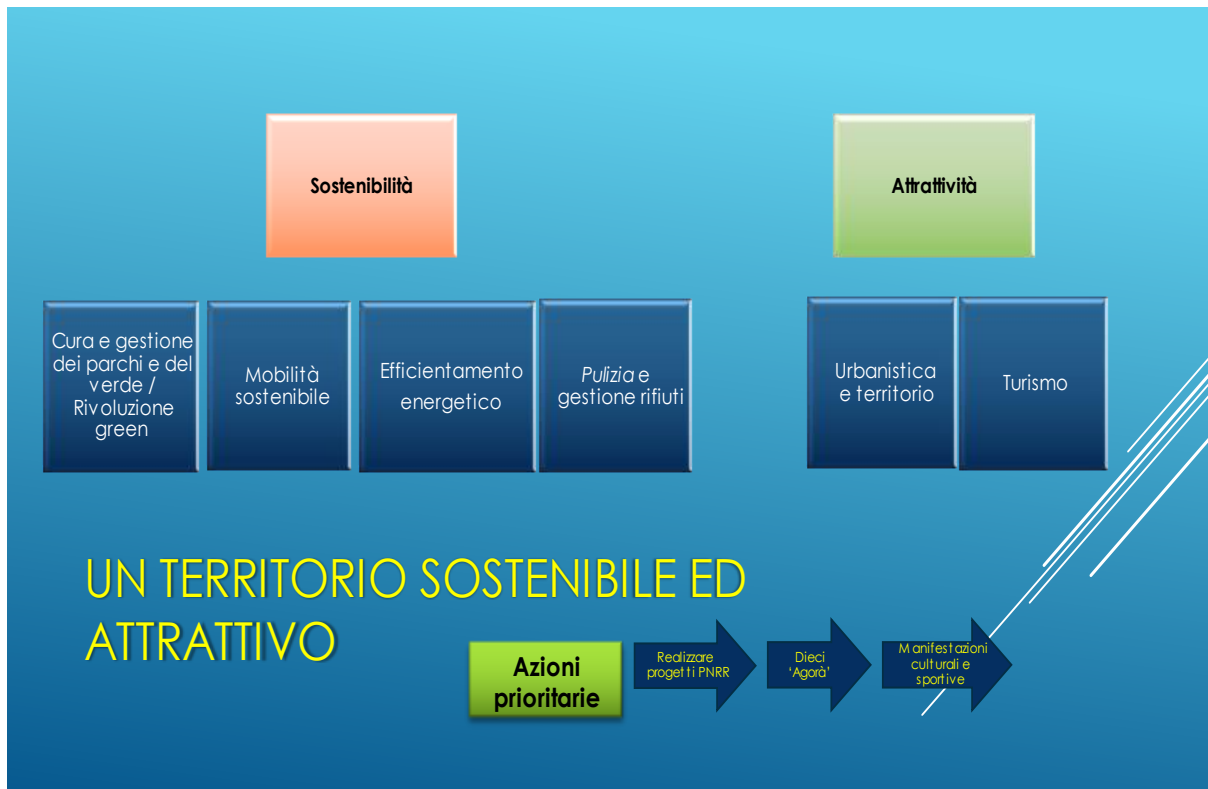 Sostenibilità
Attrattività
Cura e gestione
dei parchi e del
verde /
Rivoluzione
green
Mobilità
sostenibile
Efficientamento
energetico
Pulizia e
gestione rifiuti
Urbanistica
e territorio
Turismo
UN TERRITORIO SOSTENIBILE ED
ATTRATTIVO
Azioni
prioritarie
Realizzare
progetti PNRR
Dieci
‘Agorà’
Manifestazioni
culturali e
sportive